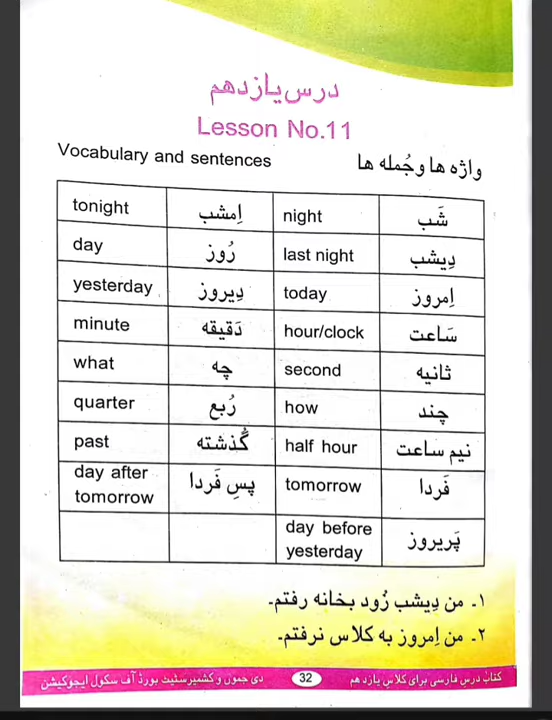 درس یازدهم
Lesson No.11
Vocabulary and sentences واژه ها و جُمله ها
tonight اِمشب night شَب
day رُوز last night دِیشب
yesterday دِیروز today اِمروز
minute دَقیقه hour/clock سَاعت
what چه second ثانیه
quarter رُبع how چند
past گُذشته half hour نیم سَاعت
day after tomorrow پسِ فَردا tomorrow فَردا
day before yesterday پَریروز
۱۔ من دِیشب زُود بخانه رفتم۔
۲۔ من اِمروز به کلاس نرفتم۔
کتاب درسِ فارسی برای کلاس یازدهم 32 دی جموں و کشمیر سٹیٹ بورڈ آف سکول ایجوکیشن